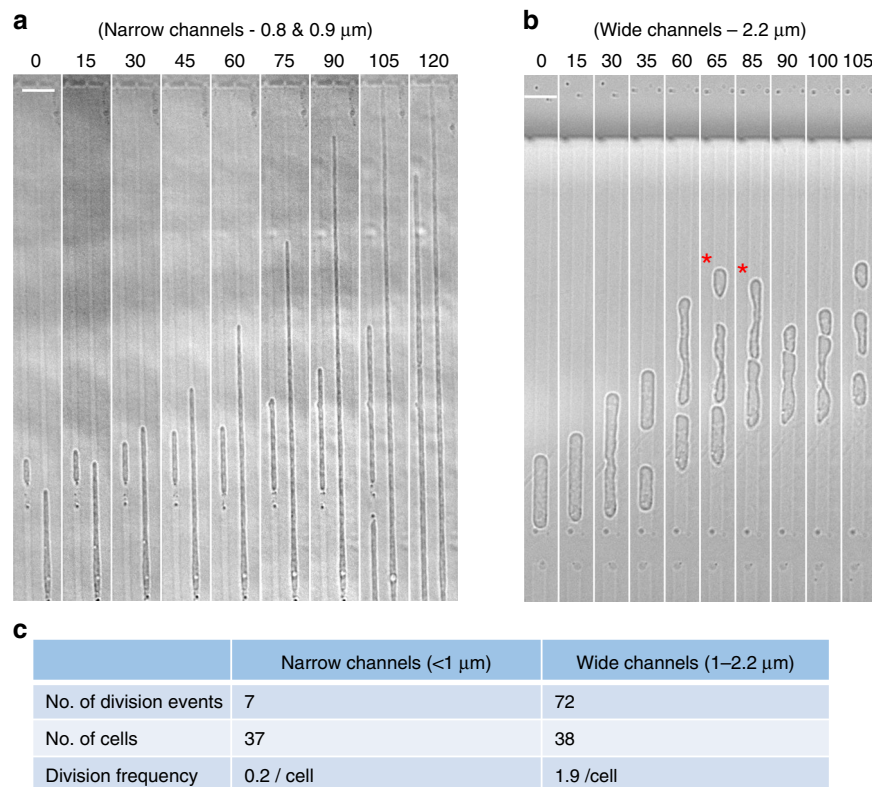 a
(Narrow channels - 0.8 & 0.9 µm)
0 15 30 45 60 75 90 105 120
b
(Wide channels – 2.2 µm)
0 15 30 35 60 65 85 90 100 105
* *
c
Narrow channels (<1 µm) Wide channels (1–2.2 µm)
No. of division events 7 72
No. of cells 37 38
Division frequency 0.2 / cell 1.9 /cell